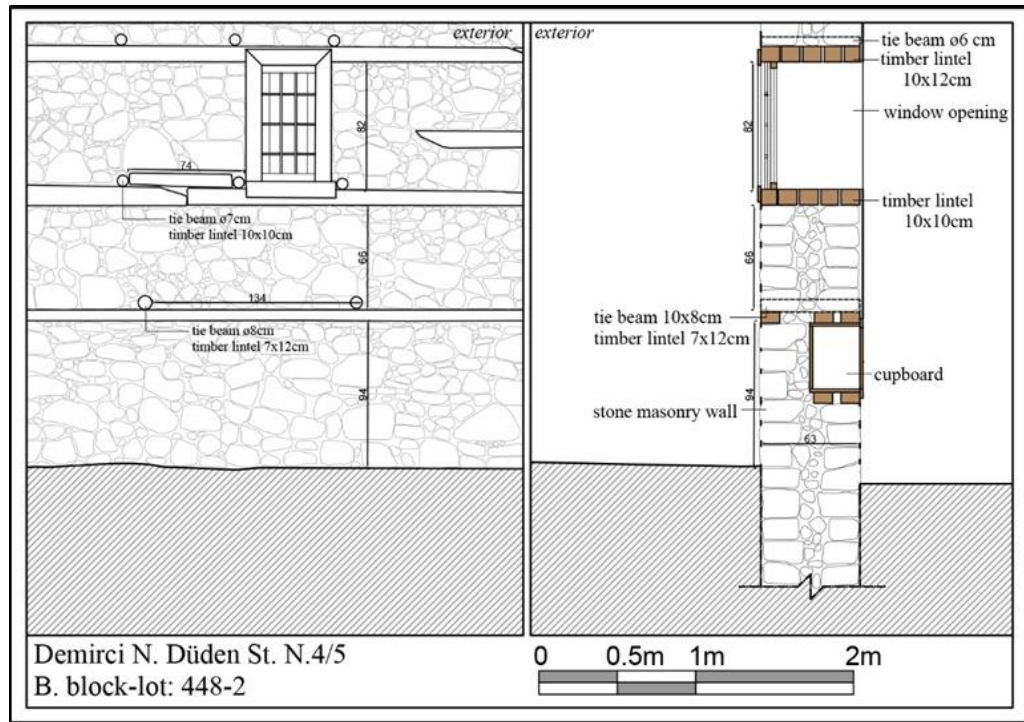 exterior
82
74
tie beam ø7cm
timber lintel 10x10cm
66
134
tie beam ø8cm
timber lintel 7x12cm
94
exterior
tie beam ø6 cm
timber lintel
10x12cm
82
window opening
timber lintel
10x10cm
66
tie beam 10x8cm
timber lintel 7x12cm
cupboard
94
stone masonry wall
63
Demirci N. Düden St. N.4/5
B. block-lot: 448-2
0 0.5m 1m 2m